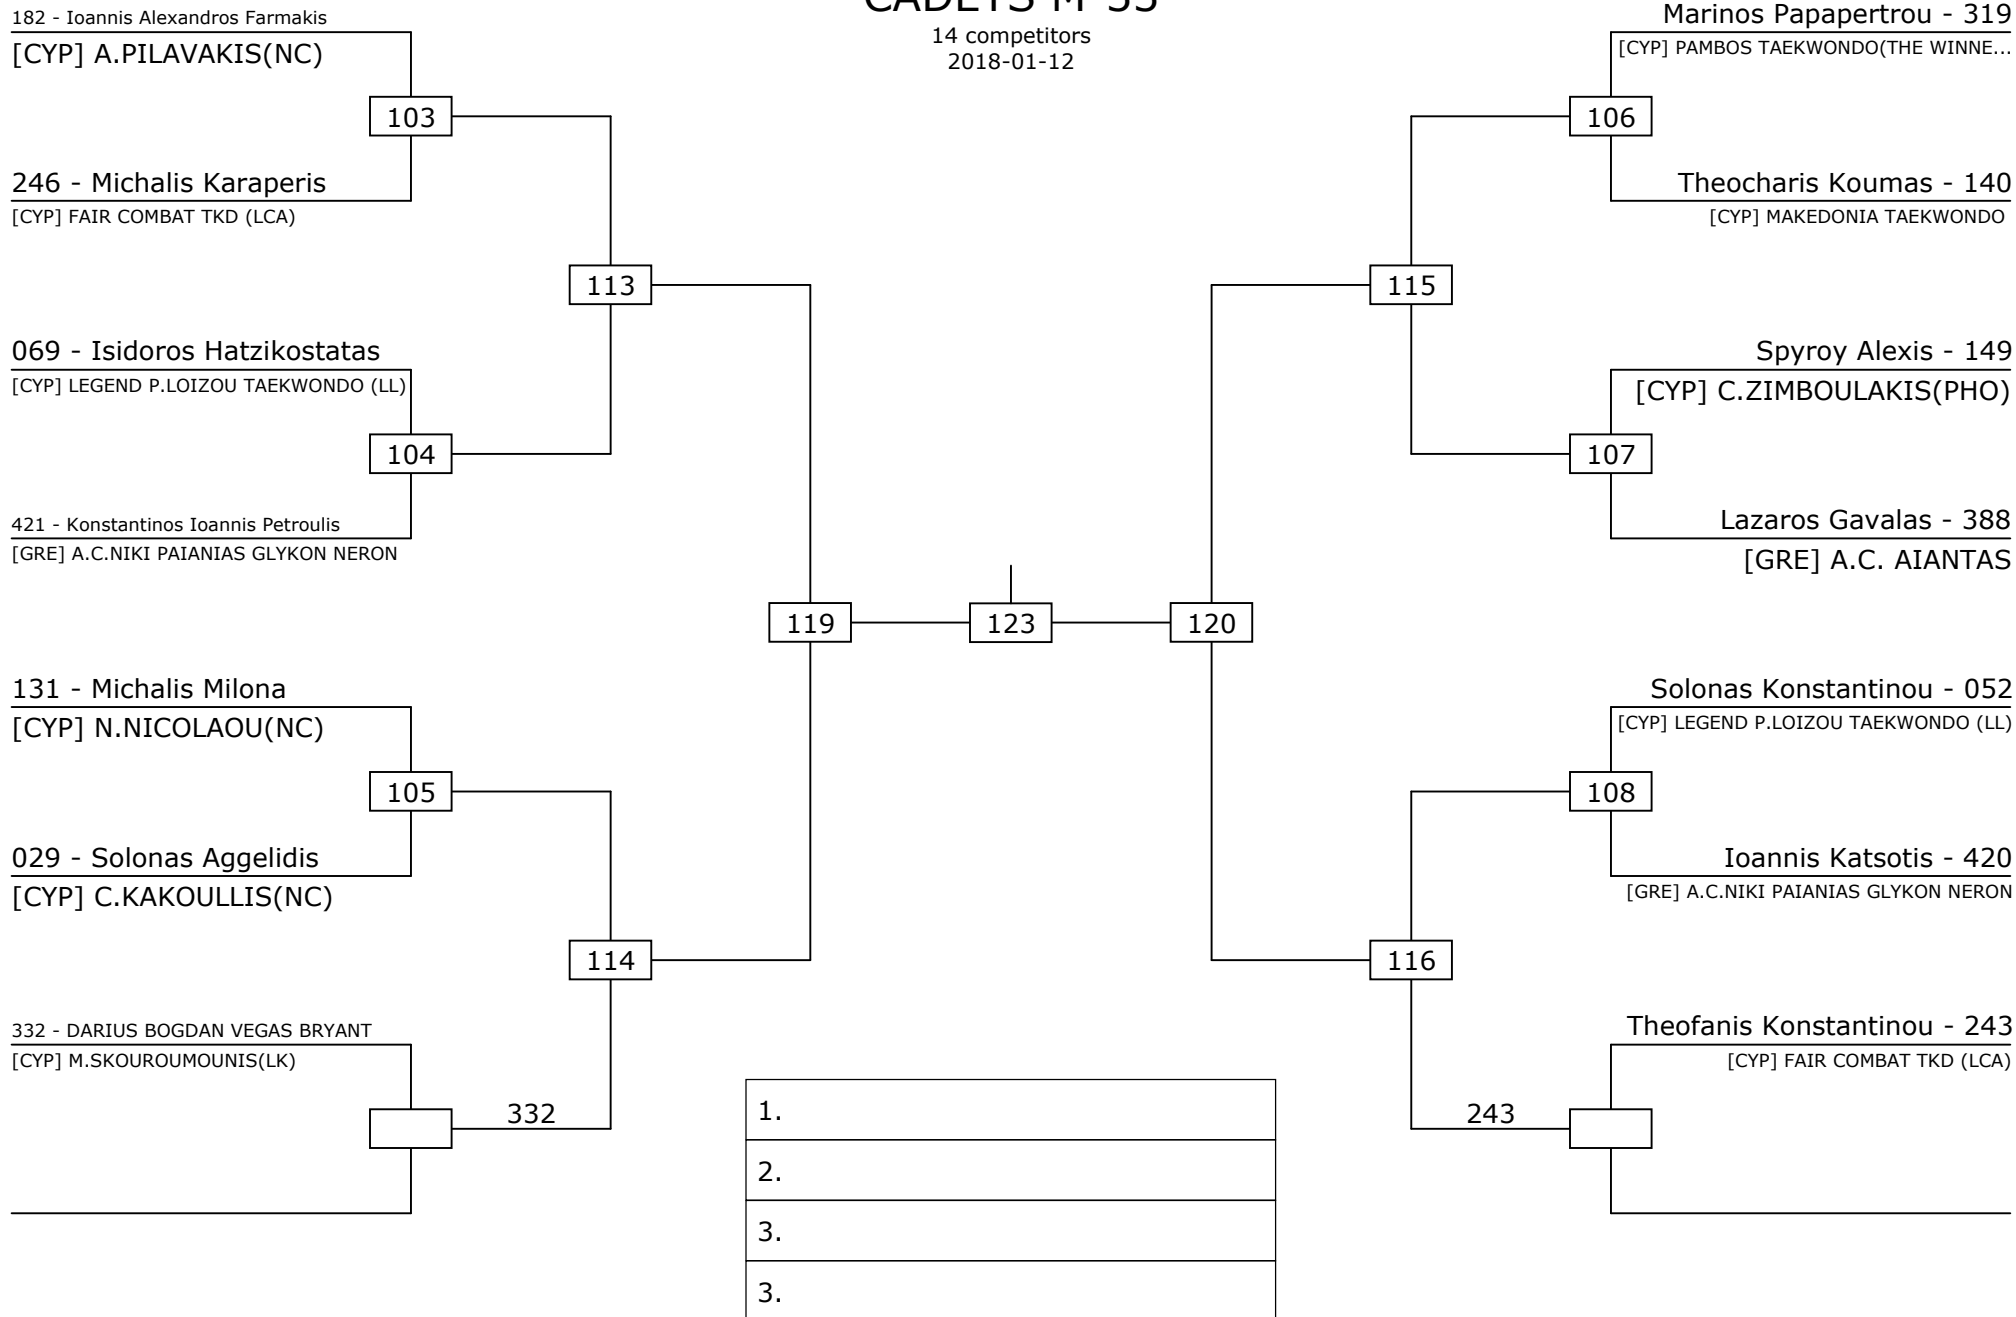 CADETS M-33
14 competitors
2018-01-12
182 - Ioannis Alexandros Farmakis
[CYP] A.PILAVAKIS(NC)
103
246 - Michalis Karaperis
[CYP] FAIR COMBAT TKD (LCA)
113
069 - Isidoros Hatzikostatas
[CYP] LEGEND P.LOIZOU TAEKWONDO (LL)
104
421 - Konstantinos Ioannis Petroulis
[GRE] A.C.NIKI PAIANIAS GLYKON NERON
119
123
120
131 - Michalis Milona
[CYP] N.NICOLAOU(NC)
105
029 - Solonas Aggelidis
[CYP] C.KAKOULLIS(NC)
114
332 - DARIUS BOGDAN VEGAS BRYANT
[CYP] M.SKOUROUMOUNIS(LK)
332
Marinos Papapertrou - 319
[CYP] PAMBOS TAEKWONDO(THE WINNE...
106
Theocharis Koumas - 140
[CYP] MAKEDONIA TAEKWONDO
115
Spyroy Alexis - 149
[CYP] C.ZIMBOULAKIS(PHO)
107
Lazaros Gavalas - 388
[GRE] A.C. AIANTAS
Solonas Konstantinou - 052
[CYP] LEGEND P.LOIZOU TAEKWONDO (LL)
108
Ioannis Katsotis - 420
[GRE] A.C.NIKI PAIANIAS GLYKON NERON
116
Theofanis Konstantinou - 243
[CYP] FAIR COMBAT TKD (LCA)
243
1.
2.
3.
3.